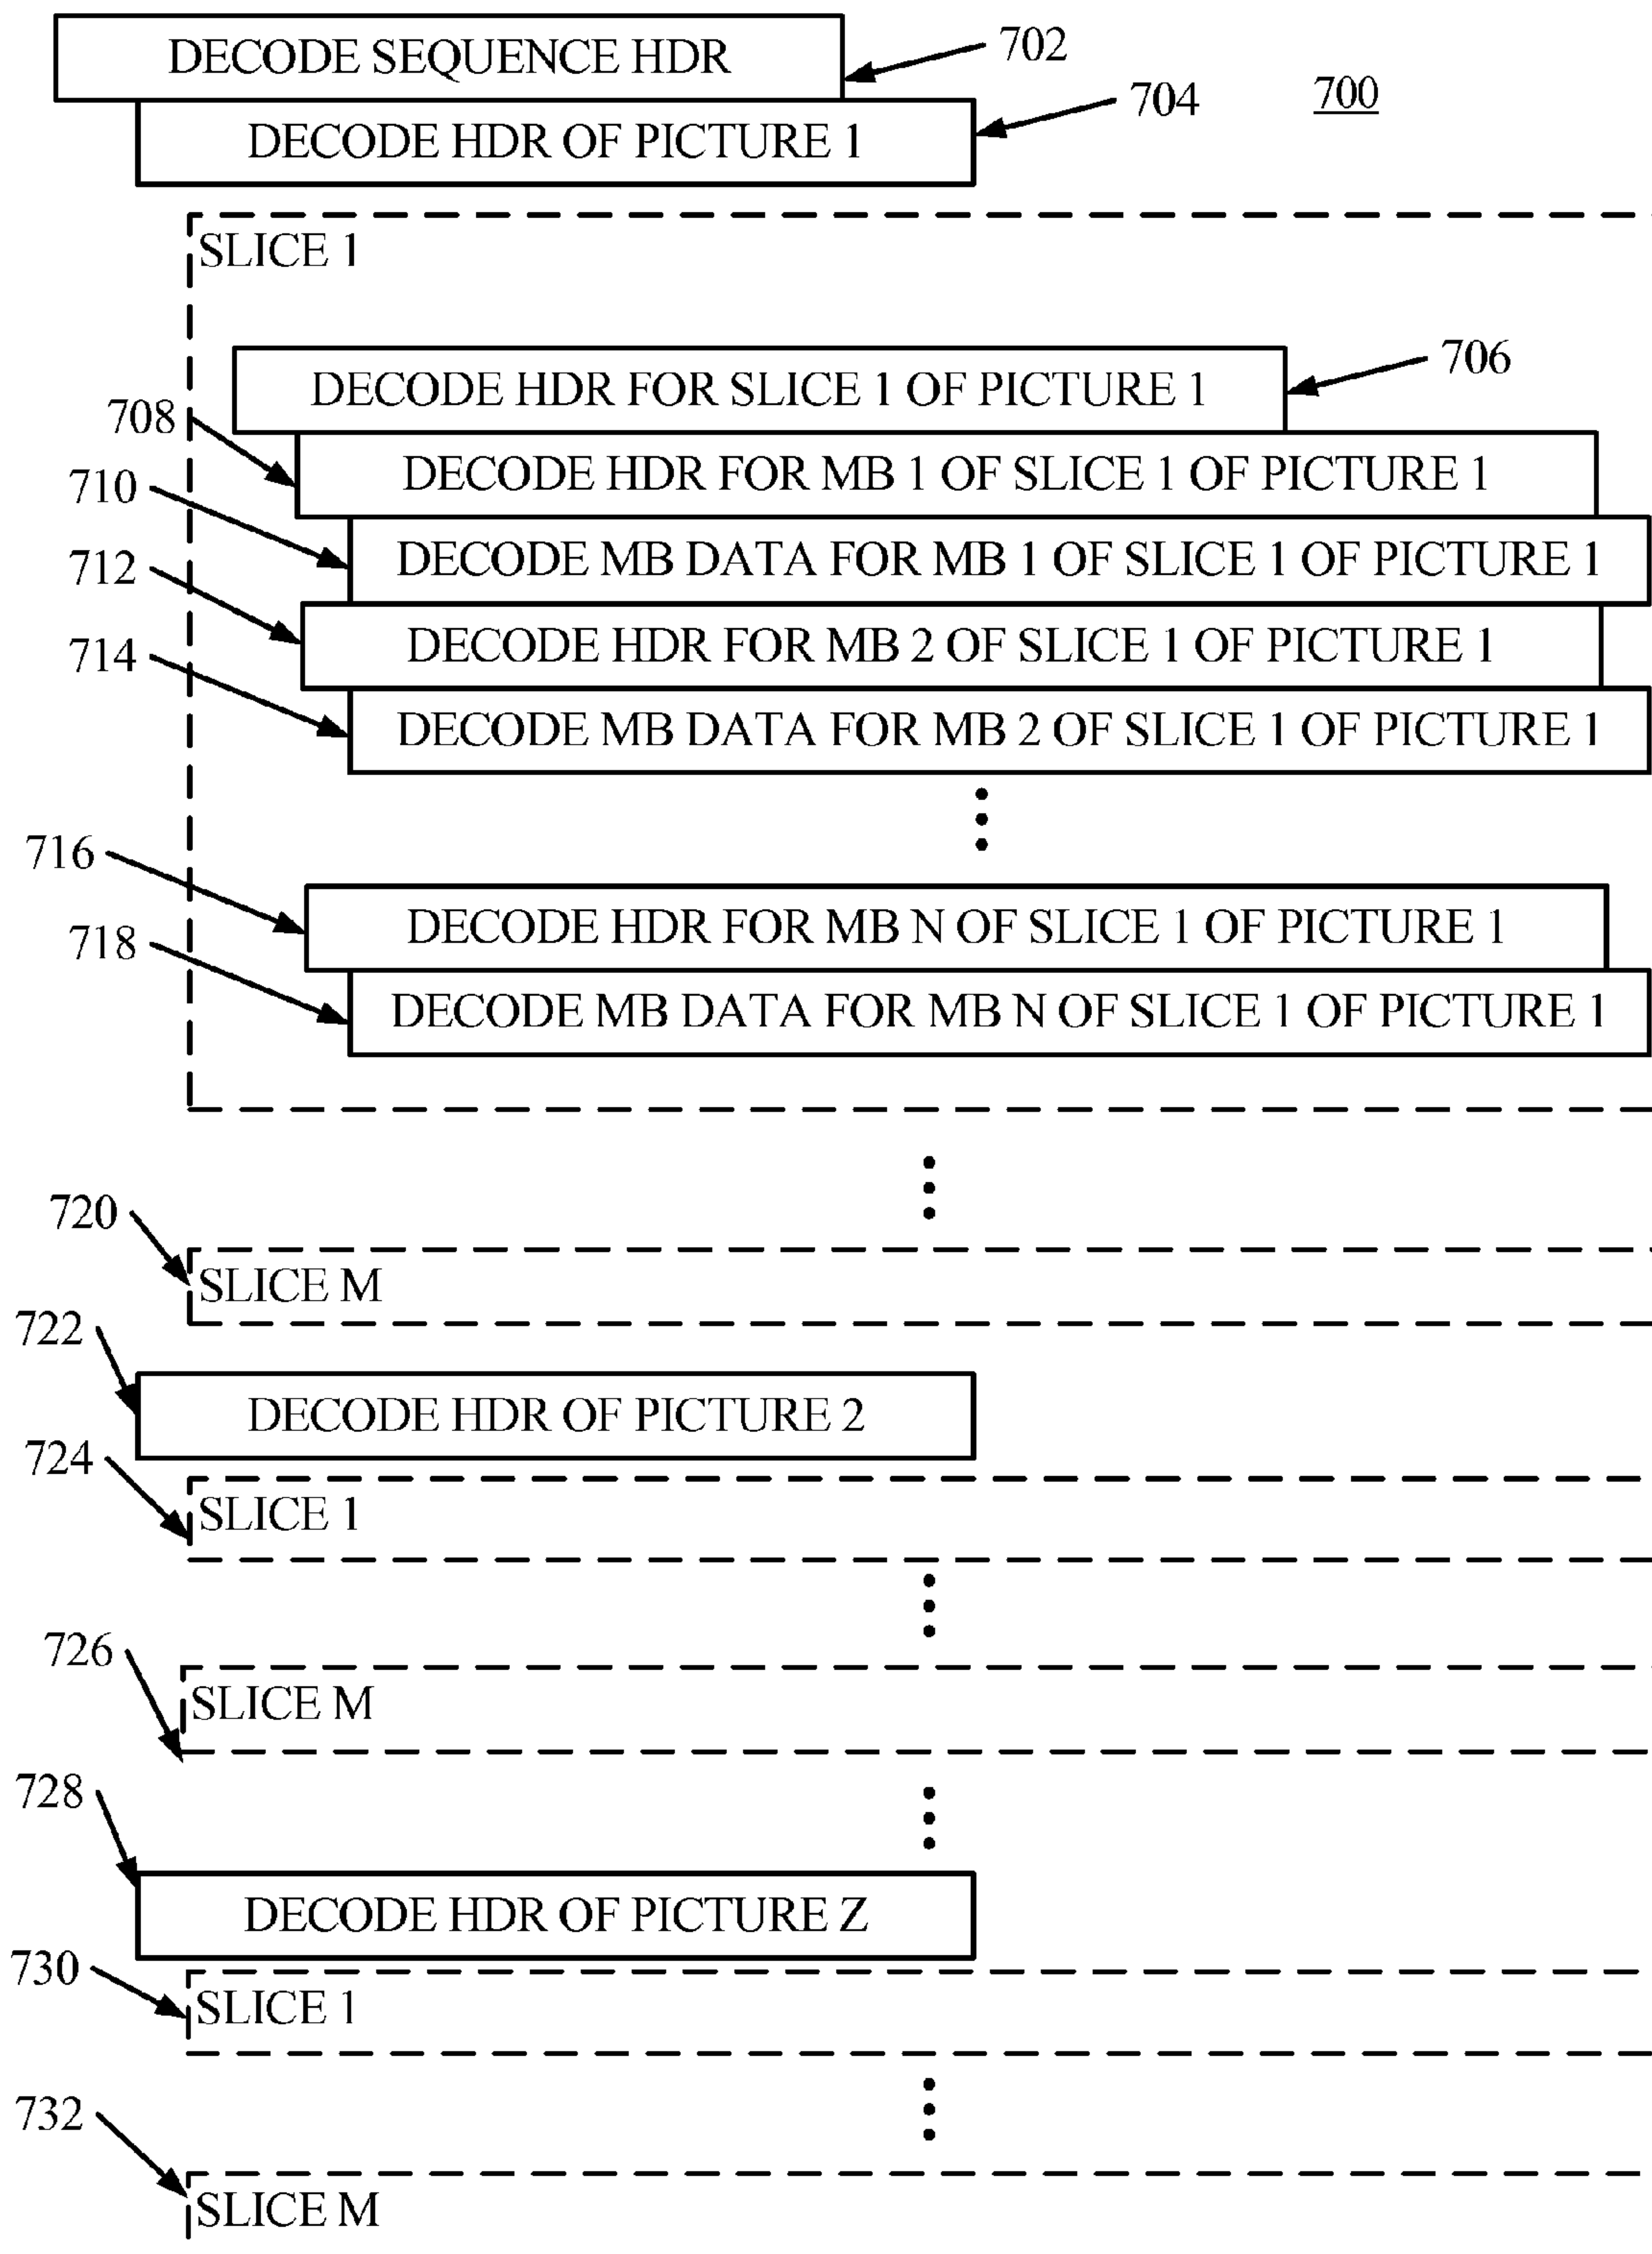 DECODE SEQUENCE HDR
702
DECODE HDR OF PICTURE 1
704
700
SLICE 1
DECODE HDR FOR SLICE 1 OF PICTURE 1
706
708
DECODE HDR FOR MB 1 OF SLICE 1 OF PICTURE 1
710
DECODE MB DATA FOR MB 1 OF SLICE 1 OF PICTURE 1
712
DECODE HDR FOR MB 2 OF SLICE 1 OF PICTURE 1
714
DECODE MB DATA FOR MB 2 OF SLICE 1 OF PICTURE 1
716
DECODE HDR FOR MB N OF SLICE 1 OF PICTURE 1
718
DECODE MB DATA FOR MB N OF SLICE 1 OF PICTURE 1
720
SLICE M
722
DECODE HDR OF PICTURE 2
724
SLICE 1
726
SLICE M
728
DECODE HDR OF PICTURE Z
730
SLICE 1
732
SLICE M